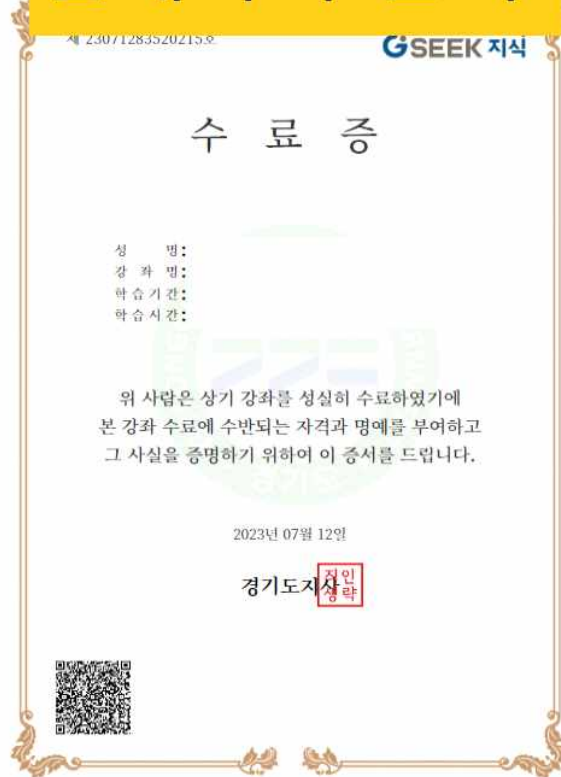 제 23071283520215호
GSEEK 지식
수 료 증
성 명:
강 좌 명:
학습기간:
학습시간:
위 사람은 상기 강좌를 성실히 수료하였기에
본 강좌 수료에 수반되는 자격과 명예를 부여하고
그 사실을 증명하기 위하여 이 증서를 드립니다.
경기도
2023년 07월 12일
경기도지사
직인
생략